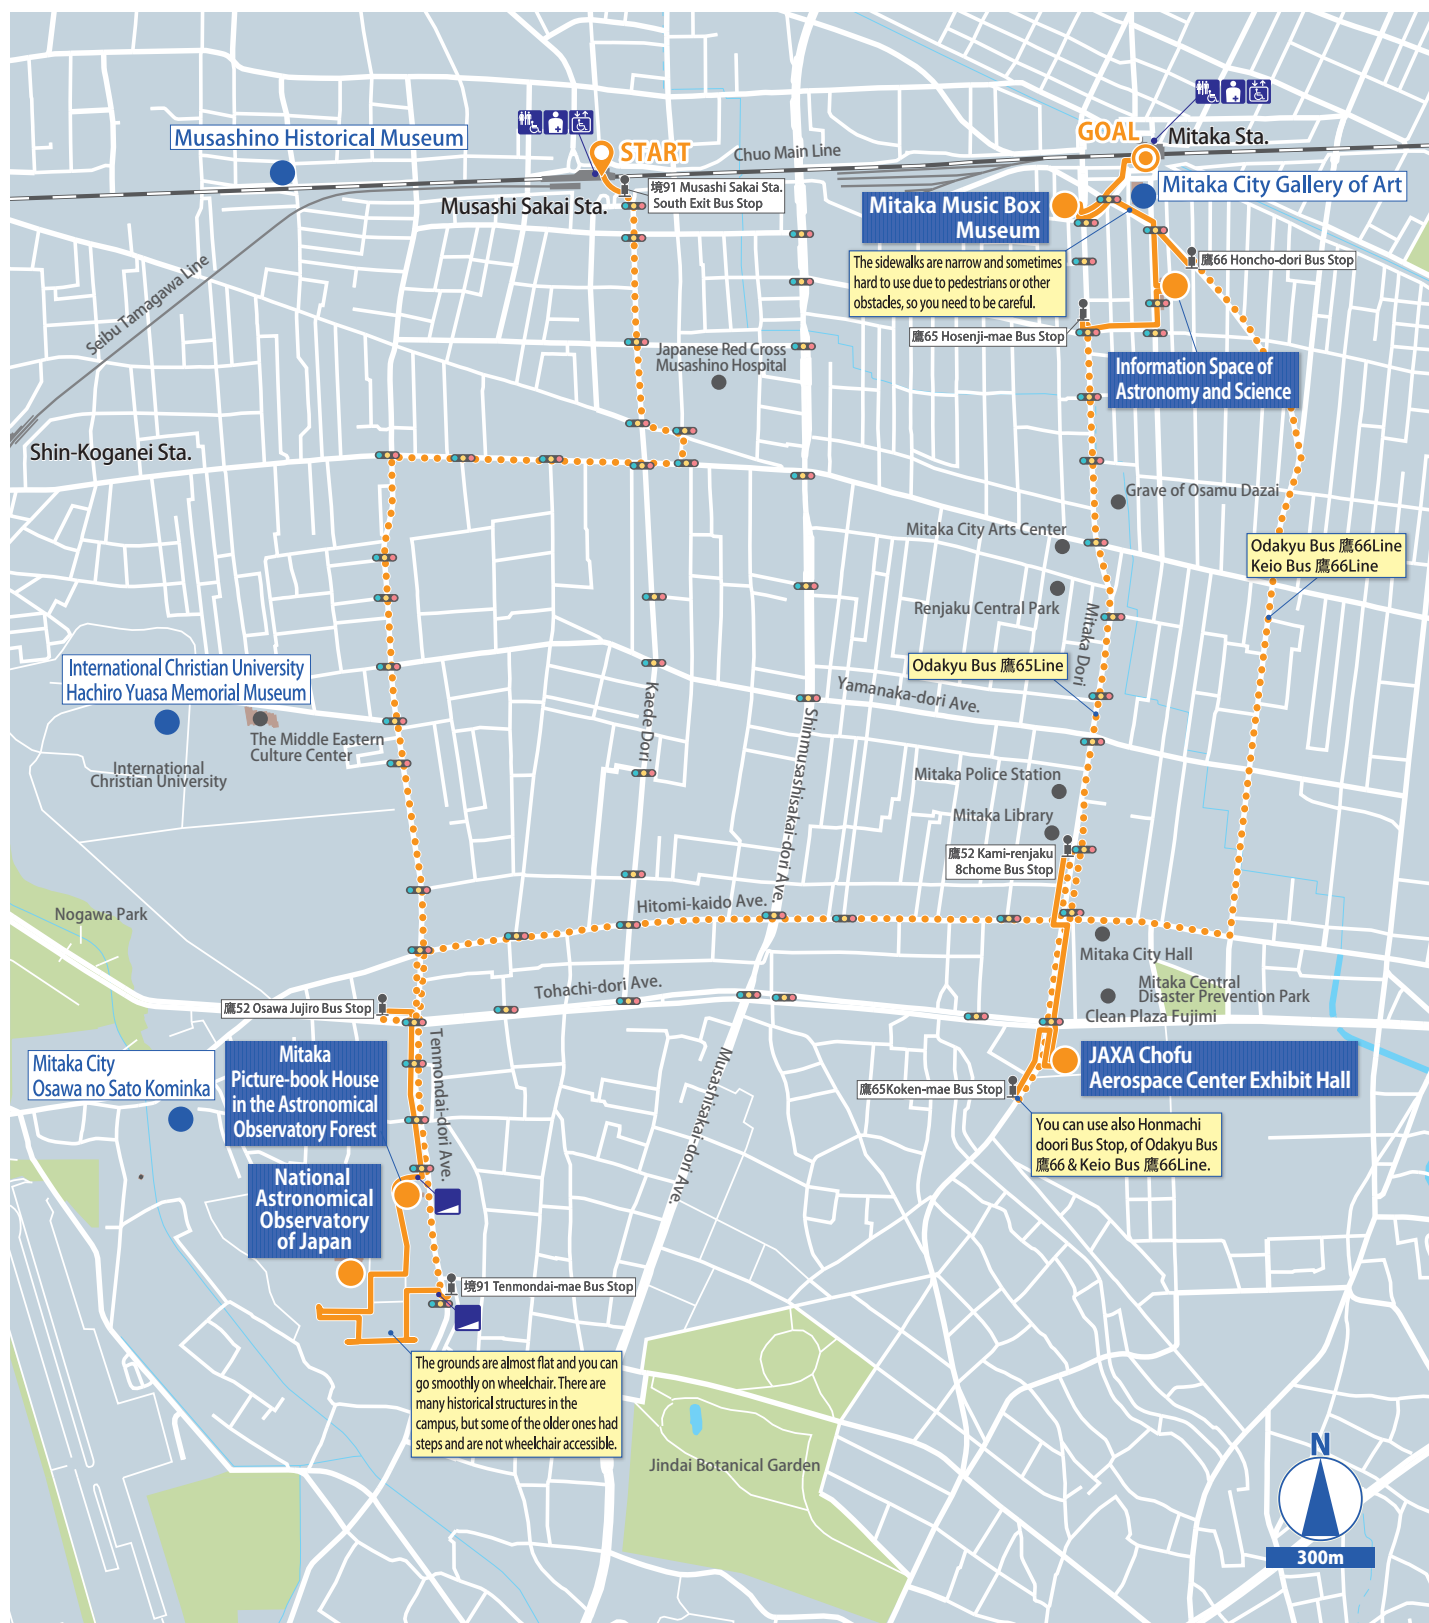 GOAL
Mitaka Sta.
Musashino Historical Museum
START
Chuo Main Line
境91 Musashi Sakai Sta.
South Exit Bus Stop
Musashi Sakai Sta.
Mitaka City Gallery of Art
Mitaka Music Box
Museum
The sidewalks are narrow and sometimes
hard to use due to pedestrians or other
obstacles, so you need to be careful.
鷹66 Honcho-dori Bus Stop
Seibu Tamagawa Line
鷹65 Hosenji-mae Bus Stop
Japanese Red Cross
Musashino Hospital
Information Space of
Astronomy and Science
Shin-Koganei Sta.
Grave of Osamu Dazai
Mitaka City Arts Center
Odakyu Bus 鷹66Line
Keio Bus 鷹66Line
Renjaku Central Park
Mitaka Dori
International Christian University
Hachiro Yuasa Memorial Museum
Odakyu Bus 鷹65Line
Yamanaka-dori Ave.
Kaede Dori
Shinmusashisakai-dori Ave.
The Middle Eastern
Culture Center
International
Christian University
Mitaka Police Station
Mitaka Library
鷹52 Kami-renjaku
8chome Bus Stop
Hitomi-kaido Ave.
Nogawa Park
Mitaka City Hall
Tohachi-dori Ave.
Mitaka Central
Disaster Prevention Park
Clean Plaza Fujimi
鷹52 Osawa Jujiro Bus Stop
Tenmondai-dori Ave.
Musashisakai-dori Ave.
Mitaka City
Osawa no Sato Kominka
Mitaka
Picture-book House
in the Astronomical
Observatory Forest
JAXA Chofu
Aerospace Center Exhibit Hall
鷹65Koken-mae Bus Stop
You can use also Honmachi
doori Bus Stop, of Odakyu Bus
鷹66 & Keio Bus 鷹66Line.
National
Astronomical
Observatory
of Japan
境91 Tenmondai-mae Bus Stop
The grounds are almost flat and you can
go smoothly on wheelchair. There are
many historical structures in the
campus, but some of the older ones had
steps and are not wheelchair accessible.
Jindai Botanical Garden
N
300m